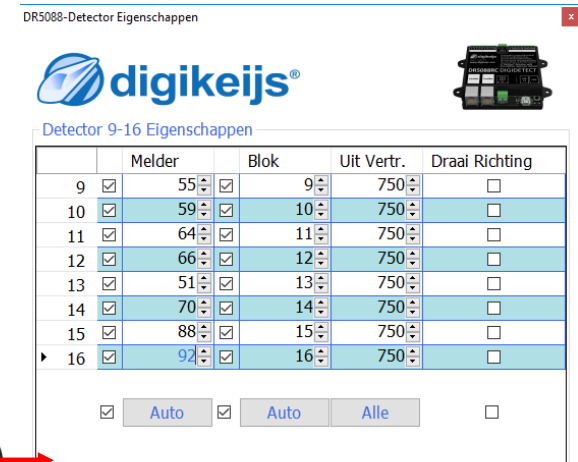 DR5088-Detector Eigenschappen x
digikeijs®
DR5088RC DIGIDETECT
Detector 9-16 Eigenschappen
Melder Blok Uit Vertr. Draai Richting
9 55 9 750
10 59 10 750
11 64 11 750
12 66 12 750
13 51 13 750
14 70 14 750
15 88 15 750
16 92 16 750
Auto Auto Alle